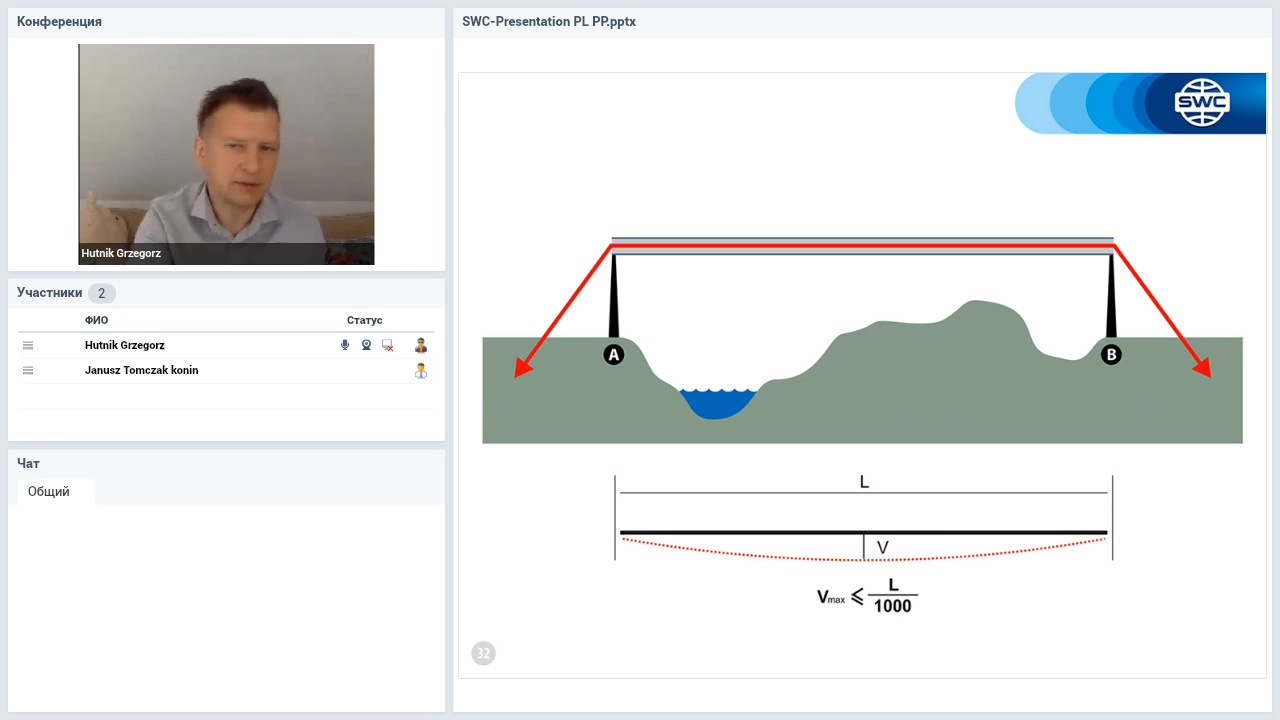 Конференция
Hutnik Grzegorz
Участники 2
ФИО Статус
Hutnik Grzegorz
Janusz Tomczak konin
Чат
Общий
SWC-Presentation PL PP.pptx
SWC
A B
L
V
Vmax ⩽ L
1000
32